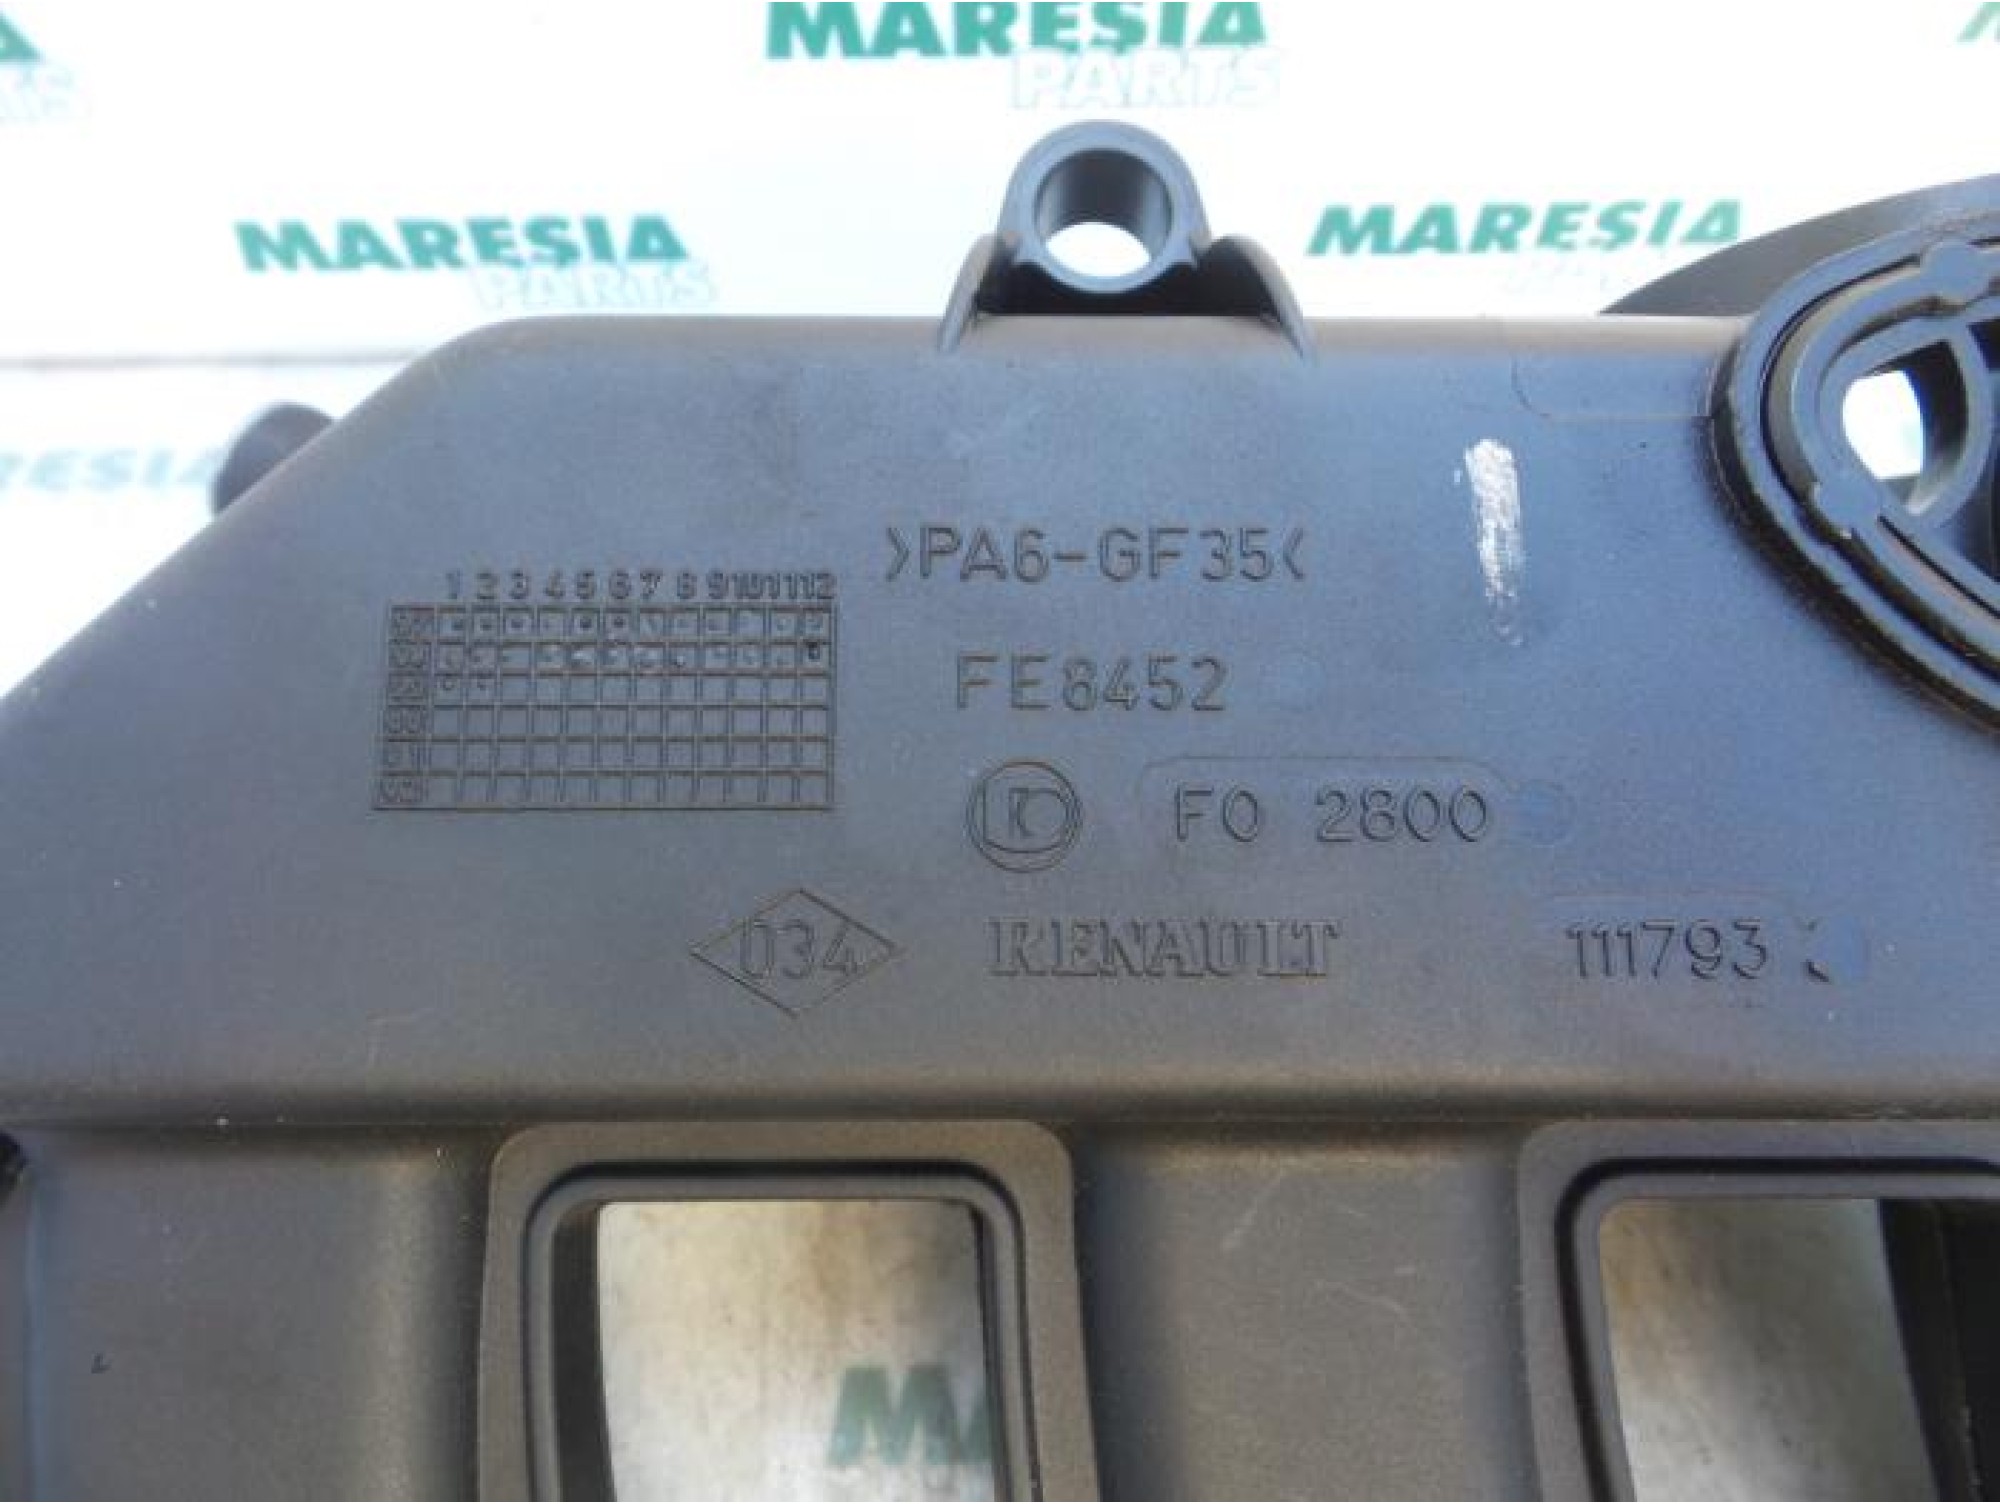 MARESIA
PARTS
MARESIA
PARTS
MARESIA
RESIA
>PA6-GF35<
1 2 3 4 5 6 7 8 9 10 11 12
FE8452
K
F0 2800
034
RENAULT
111793